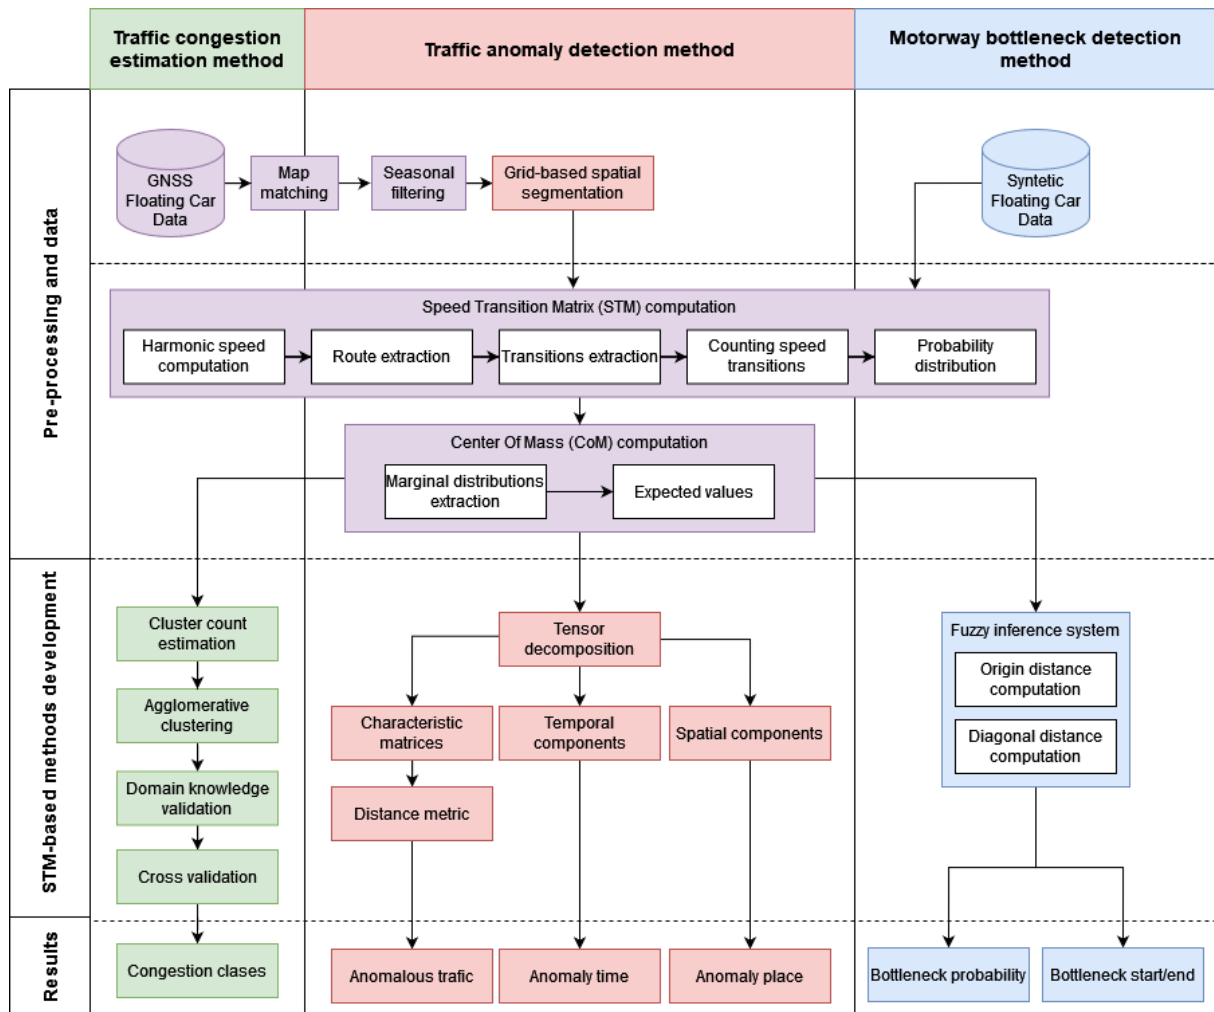 Traffic congestion
estimation method
Traffic anomaly detection method
Motorway bottleneck detection
method
Pre-processing and data
GNSS
Floating Car
Data
Map
matching
Seasonal
filtering
Grid-based spatial
segmentation
Syntetic
Floating Car
Data
Speed Transition Matrix (STM) computation
Harmonic speed
computation
Route extraction
Transitions extraction
Counting speed
transitions
Probability
distribution
Center Of Mass (CoM) computation
Marginal distributions
extraction
Expected values
STM-based methods development
Cluster count
estimation
Agglomerative
clustering
Domain knowledge
validation
Cross validation
Tensor
decomposition
Characteristic
matrices
Temporal
components
Spatial components
Distance metric
Fuzzy inference system
Origin distance
computation
Diagonal distance
computation
Results
Congestion clases
Anomalous trafic
Anomaly time
Anomaly place
Bottleneck probability
Bottleneck start/end